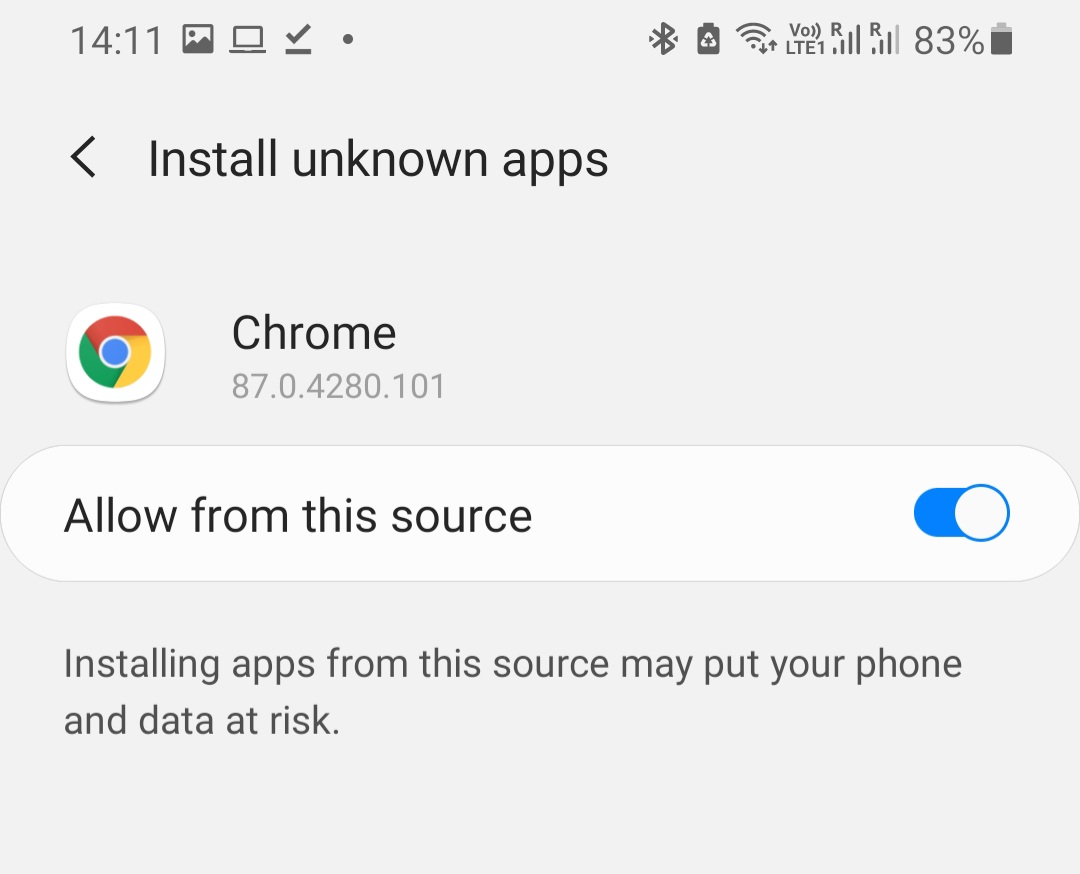 14:11 Vo)) LTE1 R R 83%
Install unknown apps
Chrome
87.0.4280.101
Allow from this source
Installing apps from this source may put your phone
and data at risk.